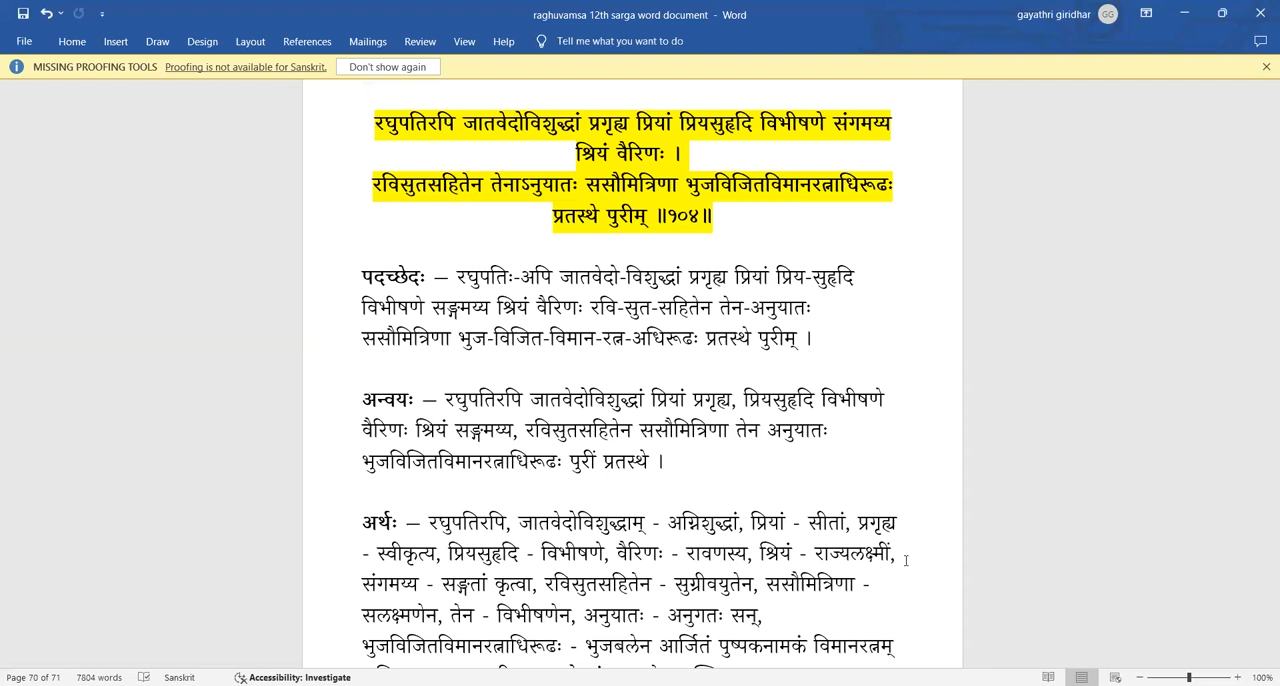 raghuvamsa 12th sarga word document - Word
gayathri giridhar GG
File Home Insert Draw Design Layout References Mailings Review View Help Tell me what you want to do
MISSING PROOFING TOOLS Proofing is not available for Sanskrit. Don't show again
रघुपतिरपि जातवेदोविशुद्धां प्रगृह्य प्रियां प्रियसुहृदि विभीषणे संगमय्य
श्रियं वैरिणः ।
रविसुतसहितेन तेनाऽनुयातः ससौमित्रिणा भुजविजितविमानरत्नाधिरूढः
प्रतस्थे पुरीम् ॥१०४॥
पदच्छेदः – रघुपतिः-अपि जातवेदो-विशुद्धां प्रगृह्य प्रियां प्रिय-सुहृदि
विभीषणे सङ्गमय्य श्रियं वैरिणः रवि-सुत-सहितेन तेन-अनुयातः
ससौमित्रिणा भुज-विजित-विमान-रत्न-अधिरूढः प्रतस्थे पुरीम् ।
अन्वयः – रघुपतिरपि जातवेदोविशुद्धां प्रियां प्रगृह्य, प्रियसुहृदि विभीषणे
वैरिणः श्रियं सङ्गमय्य, रविसुतसहितेन ससौमित्रिणा तेन अनुयातः
भुजविजितविमानरत्नाधिरूढः पुरीं प्रतस्थे ।
अर्थः – रघुपतिरपि, जातवेदोविशुद्धाम् - अग्निशुद्धां, प्रियां - सीतां, प्रगृह्य
- स्वीकृत्य, प्रियसुहृदि - विभीषणे, वैरिणः - रावणस्य, श्रियं - राज्यलक्ष्मीं,
संगमय्य - सङ्गतां कृत्वा, रविसुतसहितेन - सुग्रीवयुतेन, ससौमित्रिणा -
सलक्ष्मणेन, तेन - विभीषणेन, अनुयातः - अनुगतः सन्,
भुजविजितविमानरत्नाधिरूढः - भुजबलेन आर्जितं पुष्पकनामकं विमानरत्नम्
Page 70 of 71 7804 words Sanskrit Accessibility: Investigate 100%